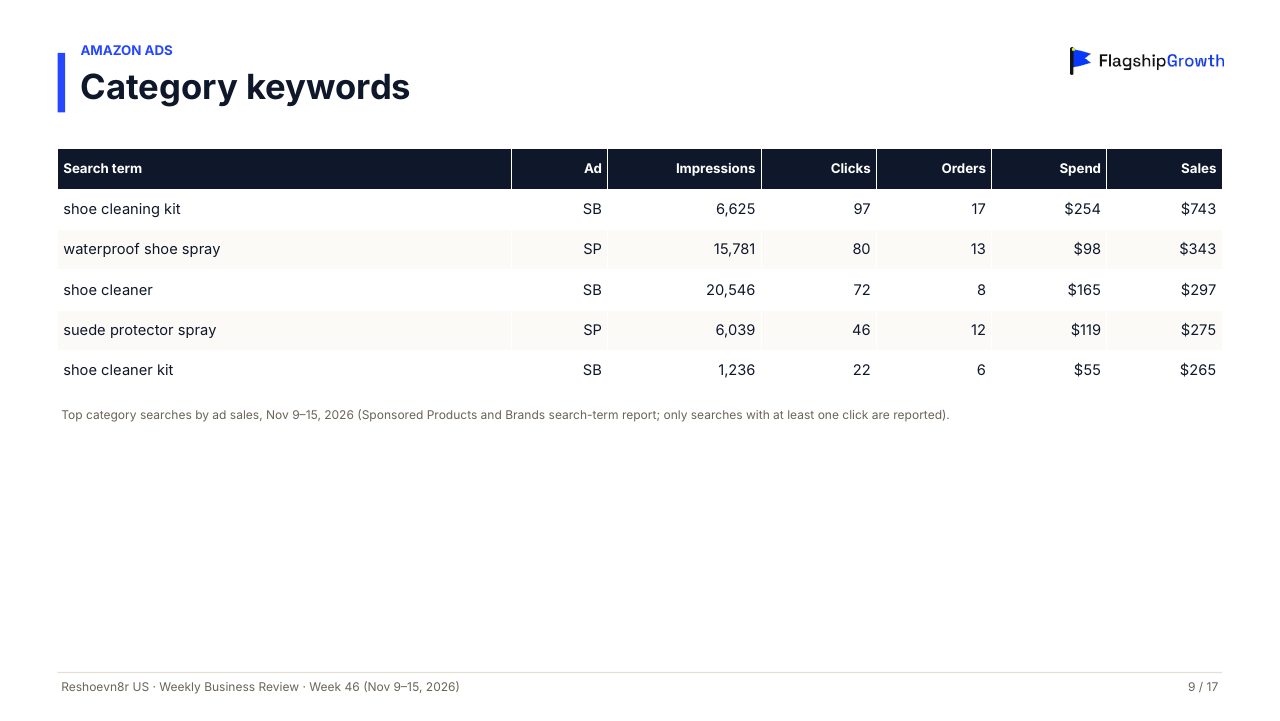 AMAZON ADS
Category keywords
FlagshipGrowth
Search term Ad Impressions Clicks Orders Spend Sales
shoe cleaning kit SB 6,625 97 17 $254 $743
waterproof shoe spray SP 15,781 80 13 $98 $343
shoe cleaner SB 20,546 72 8 $165 $297
suede protector spray SP 6,039 46 12 $119 $275
shoe cleaner kit SB 1,236 22 6 $55 $265
Top category searches by ad sales, Nov 9–15, 2026 (Sponsored Products and Brands search-term report; only searches with at least one click are reported).
Reshoevn8r US · Weekly Business Review · Week 46 (Nov 9–15, 2026)
9 / 17